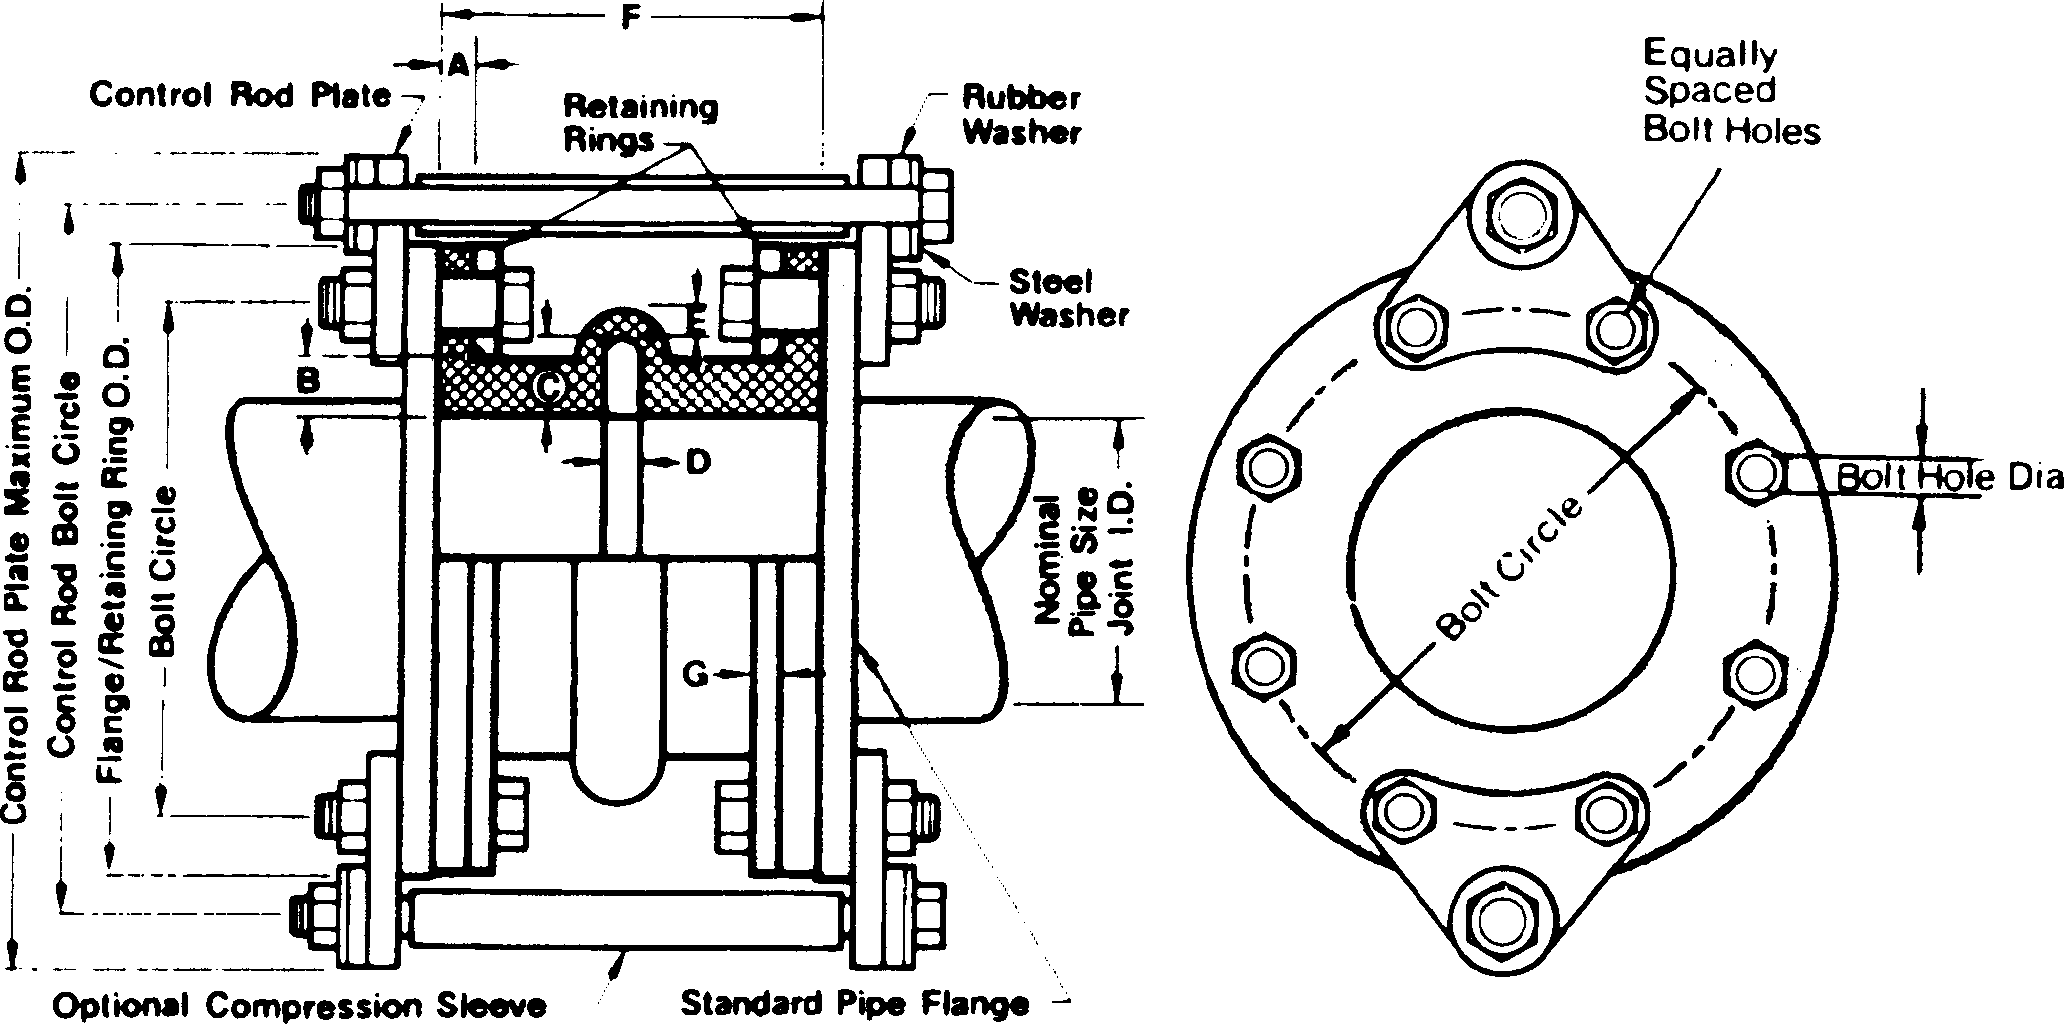 F
A
Control Rod Plate
Retaining
Rings
Rubber
Washer
Steel
Washer
E
B
C
D
G
Control Rod Plate Maximum O.D.
Control Rod Bolt Circle
Flange/Retaining Ring O.D.
Bolt Circle
Nominal
Pipe Size
Joint I.D.
Optional Compression Sleeve
Standard Pipe Flange
Equally
Spaced
Bolt Holes
Bolt Hole Dia
Bolt Circle